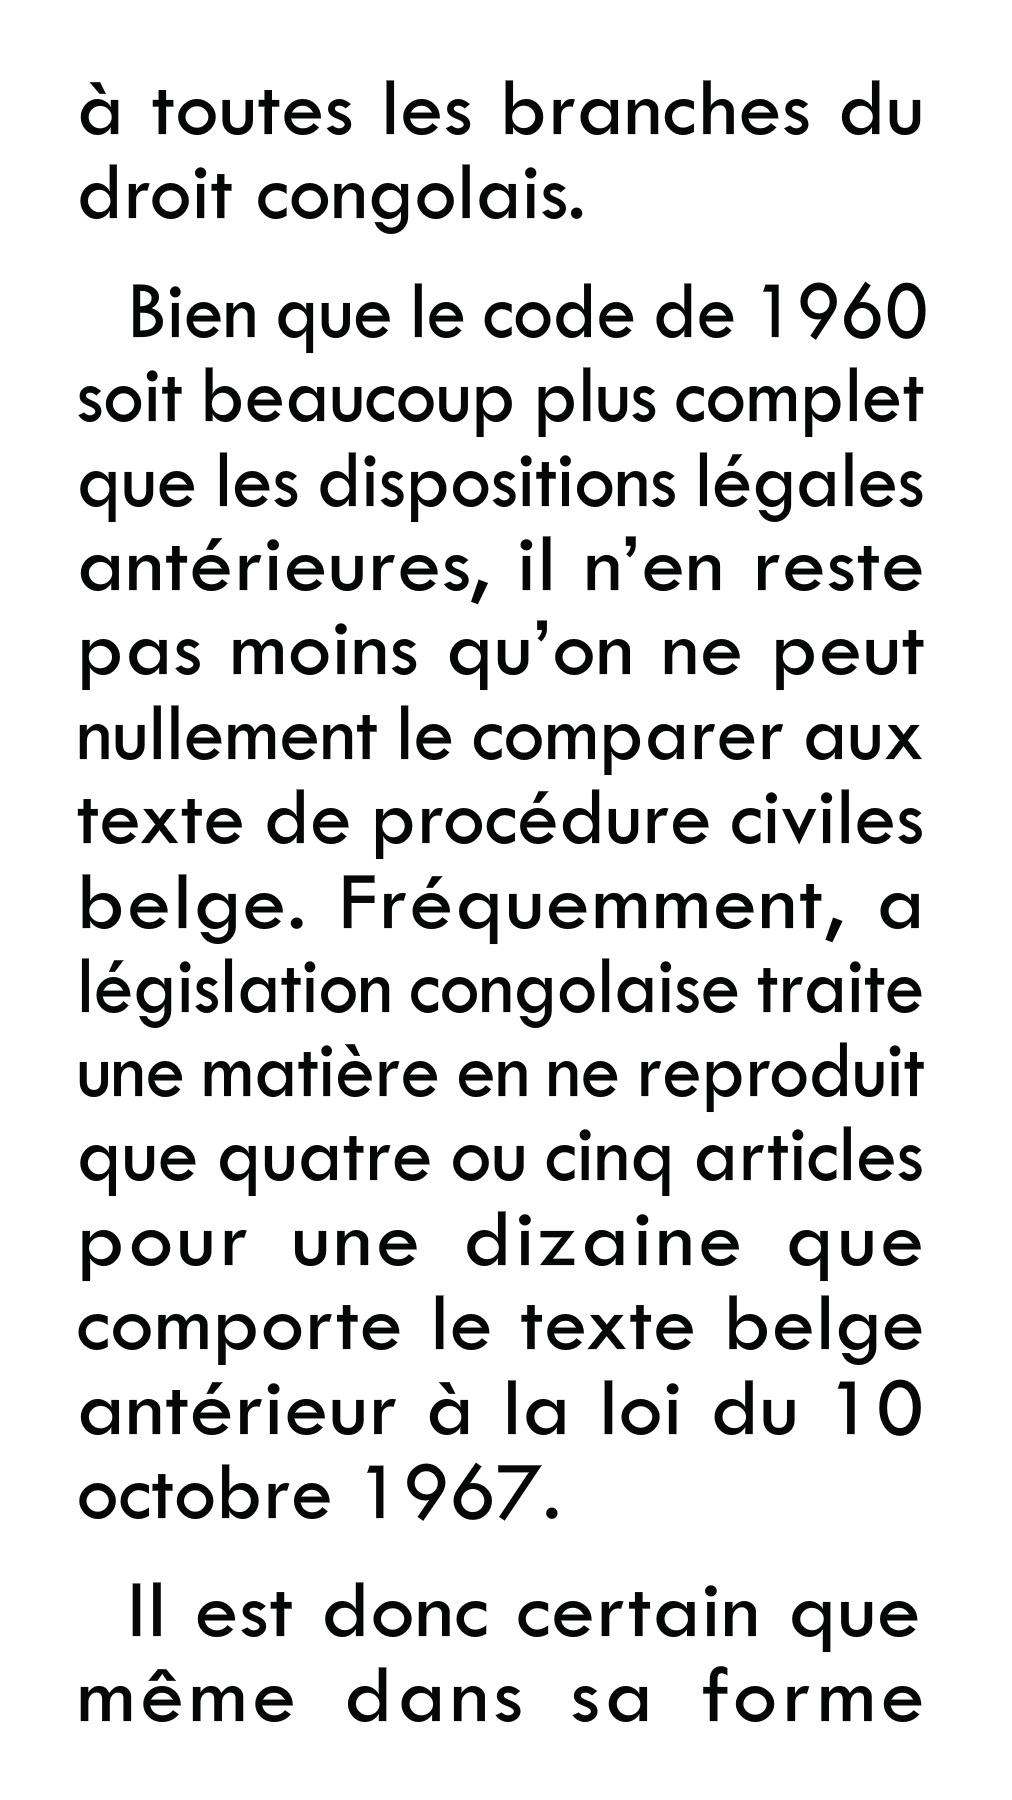 à toutes les branches du
droit congolais.
Bien que le code de 1960
soit beaucoup plus complet
que les dispositions légales
antérieures, il n’en reste
pas moins qu’on ne peut
nullement le comparer aux
texte de procédure civiles
belge. Fréquemment, a
législation congolaise traite
une matière en ne reproduit
que quatre ou cinq articles
pour une dizaine que
comporte le texte belge
antérieur à la loi du 10
octobre 1967.
Il est donc certain que
même dans sa forme